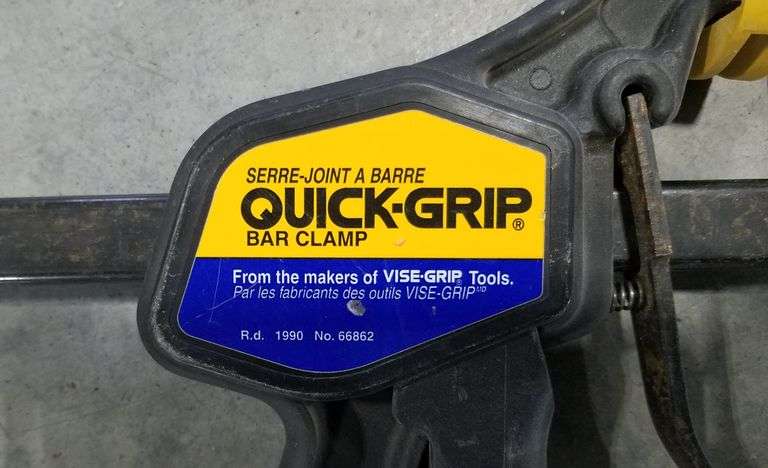 SERRE-JOINT A BARRE
QUICK-GRIP®
BAR CLAMP
From the makers of VISE-GRIP® Tools.
Par les fabricants des outils VISE-GRIP MD
R.d. 1990 No. 66862